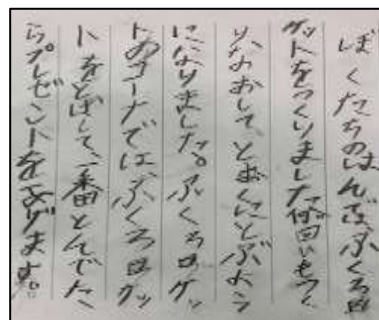 ぼくたちのはんで、ふくろロ
ケットをつくりました。何回もつく
りなおして、とおくにとぶよう
になりました。ふくろロケッ
トのコーナーでは、ふくろロケッ
トをとばして、一番とんでた
らプレゼントをあげます。